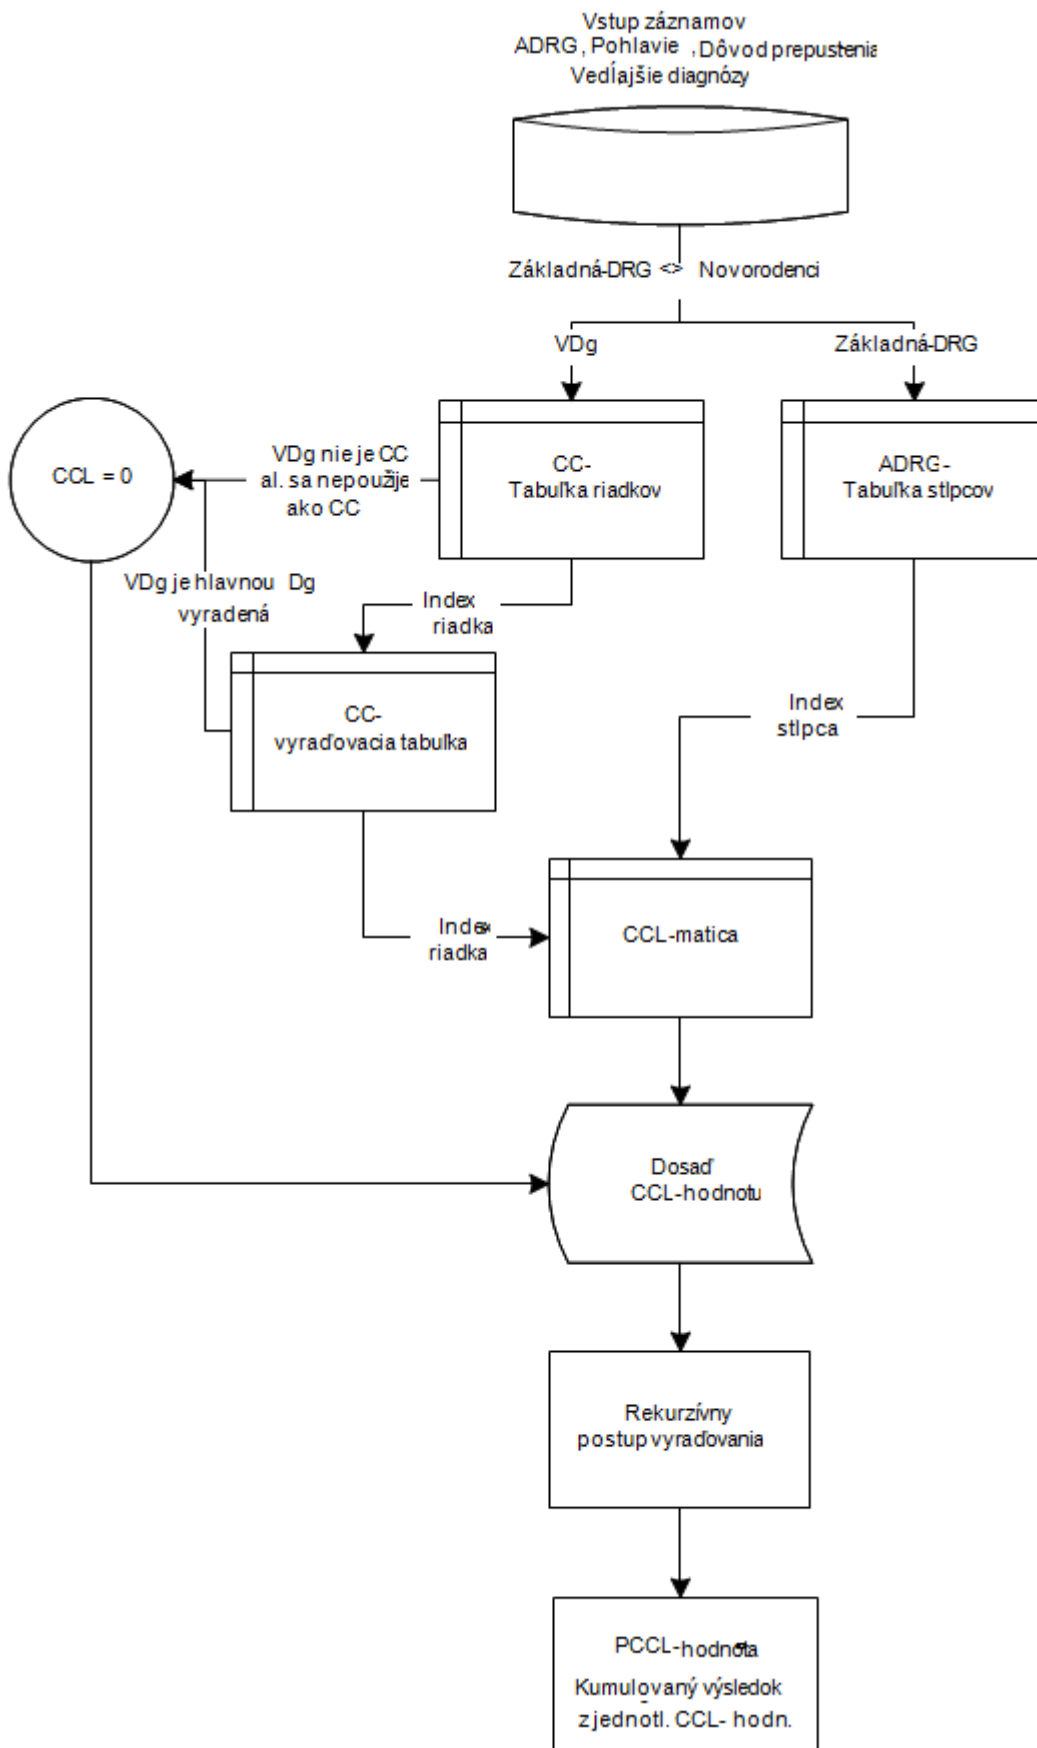 Vstup záznamov
ADRG, Pohlavie , Dôvod prepustenia
Vedĺajšie diagnózy
Základná-DRG <> Novorodenci
VDg
Základná-DRG
CCL = 0
VDg nie je CC
al. sa nepoužije
ako CC
CC-
Tabuľka riadkov
ADRG-
Tabuľka stlpcov
VDg je hlavnou Dg
vyradená
Index
riadka
CC-
vyraďovacia tabuľka
Index
stlpca
Index
riadka
CCL-matica
Dosaď
CCL-hodnotu
Rekurzívny
postup vyraďovania
PCCL-hodnota
Kumulovaný výsledok
z jednotl. CCL- hodn.